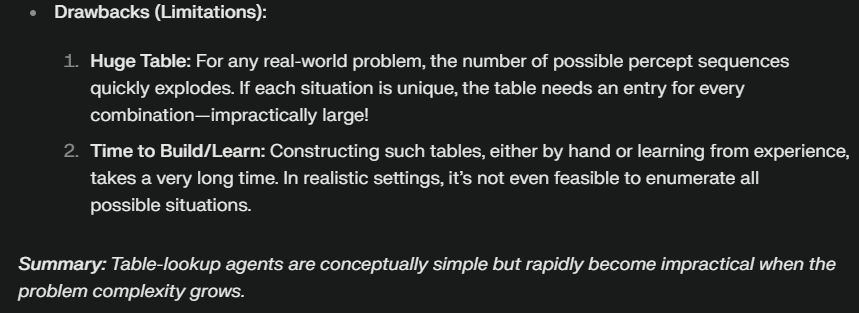 • Drawbacks (Limitations):
1. Huge Table: For any real-world problem, the number of possible percept sequences
quickly explodes. If each situation is unique, the table needs an entry for every
combination—impractically large!
2. Time to Build/Learn: Constructing such tables, either by hand or learning from experience,
takes a very long time. In realistic settings, it’s not even feasible to enumerate all
possible situations.
Summary: Table-lookup agents are conceptually simple but rapidly become impractical when the
problem complexity grows.